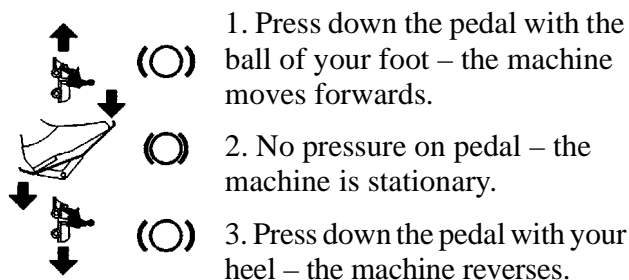 1. Press down the pedal with the
ball of your foot – the machine
moves forwards.
2. No pressure on pedal – the
machine is stationary.
3. Press down the pedal with your
heel – the machine reverses.